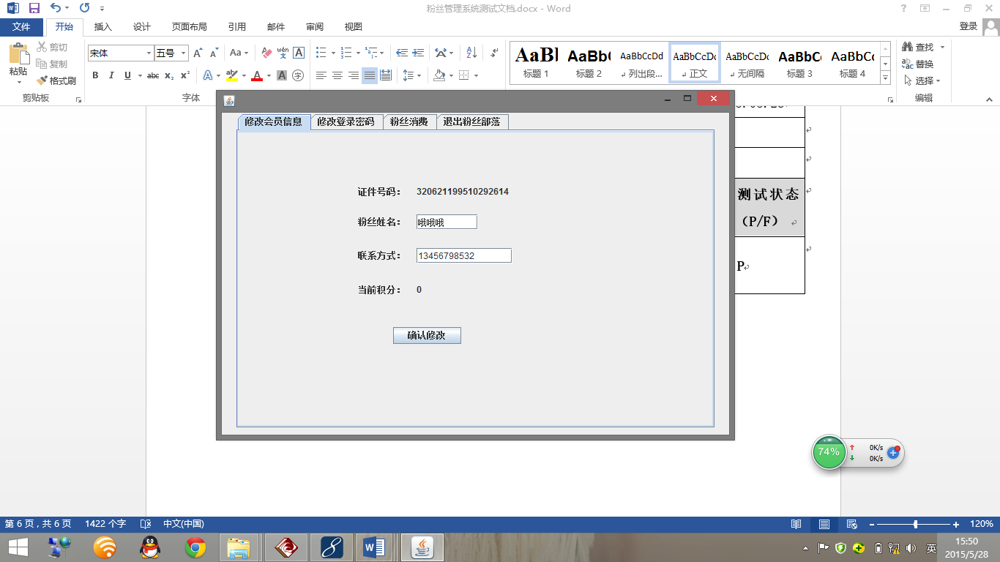 粉丝管理系统测试文档.docx - Word
文件 开始 插入 设计 页面布局 引用 邮件 审阅 视图 登录
剪切
复制
粘贴 格式刷
宋体 五号
AaBl AaBb( AaBbCcDd AaBbCcDc AaBbCcDc AaBbC AaBbCc
标题 1 标题 2 列出段... 正文 无间隔 标题 3 标题 4
查找
替换
选择
剪贴板 字体 编辑
修改会员信息 修改登录密码 粉丝消费 退出粉丝部落
证件号码： 320621199510292614
粉丝姓名： 哦哦哦
联系方式： 13456798532
当前积分： 0
确认修改
测试状态
（P/F）
P
74% 0K/s
0K/s
第 6 页，共 6 页 1422 个字 中文(中国) 120%
英 15:50
2015/5/28